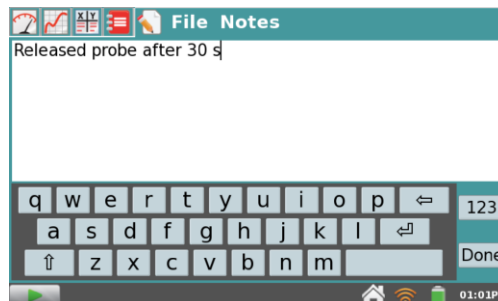 X Y
File Notes
Released probe after 30 s
q w e r t y u i o p ⇦ 123
a s d f g h j k l ⏎
⇧ z x c v b n m Done
01:01P